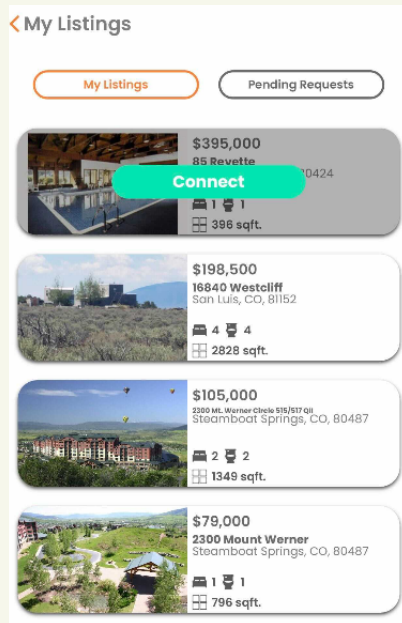 My Listings
My Listings
Pending Requests
$395,000
85 Revette
Connect
0424
1 1
396 sqft.
$198,500
16840 Westcliff
San Luis, CO, 81152
4 4
2828 sqft.
$105,000
2300 Mt. Werner Circle 515/517 QII
Steamboat Springs, CO, 80487
2 2
1349 sqft.
$79,000
2300 Mount Werner
Steamboat Springs, CO, 80487
1 1
796 sqft.